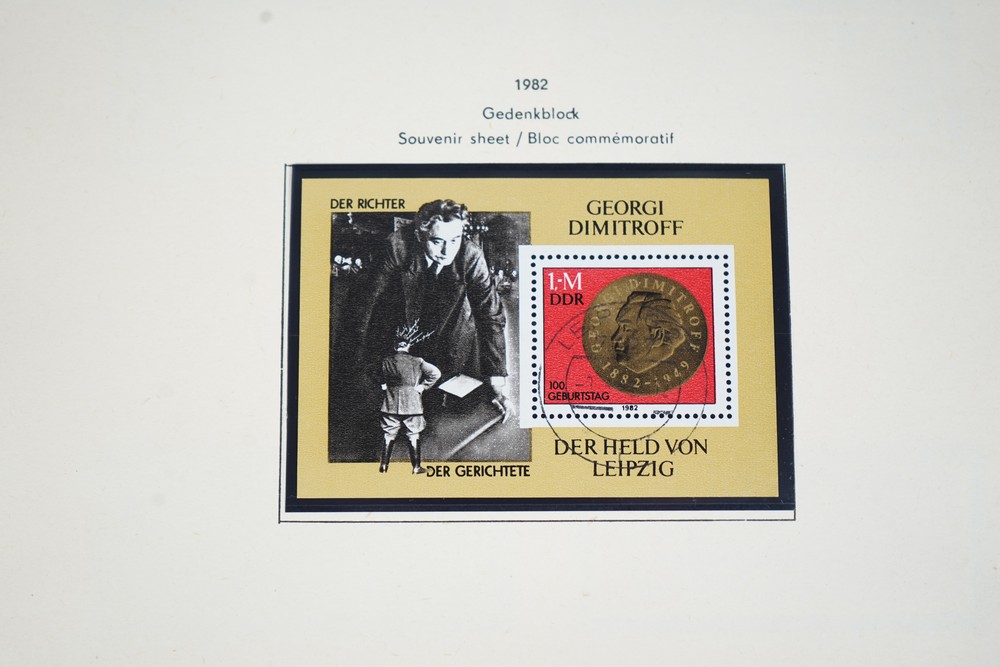 1982
Gedenkblock
Souvenir sheet / Bloc commémoratif
DER RICHTER
GEORGI
DIMITROFF
1,-M
DDR
GEORGI DIMITROFF
1882-1949
100.
GEBURTSTAG
1982
DER HELD VON
LEIPZIG
DER GERICHTETE